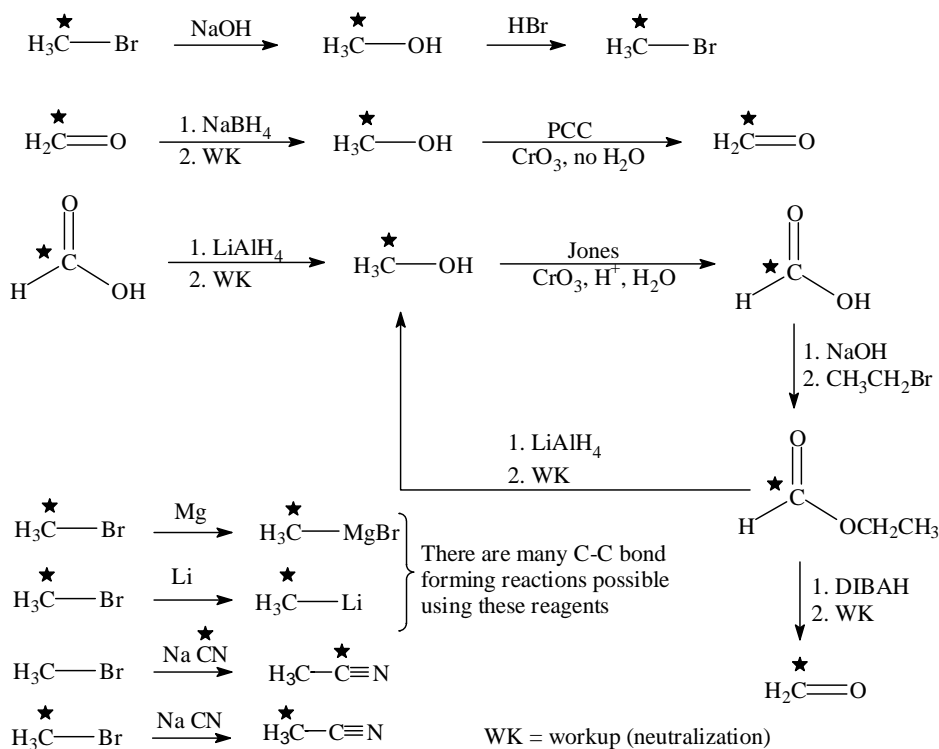 H3C—Br NaOH H3C—OH HBr H3C—Br
H2C=O 1. NaBH4 2. WK H3C—OH PCC CrO3, no H2O H2C=O
O H OH 1. LiAlH4 2. WK H3C—OH Jones CrO3, H+, H2O O H OH
1. NaOH
2. CH3CH2Br
1. LiAlH4
2. WK
O H OCH2CH3
H3C—Br Mg H3C—MgBr
H3C—Br Li H3C—Li
There are many C-C bond
forming reactions possible
using these reagents
1. DIBAH
2. WK
H3C—Br Na CN H3C—C≡N
H2C=O
H3C—Br Na CN H3C—C≡N
WK = workup (neutralization)